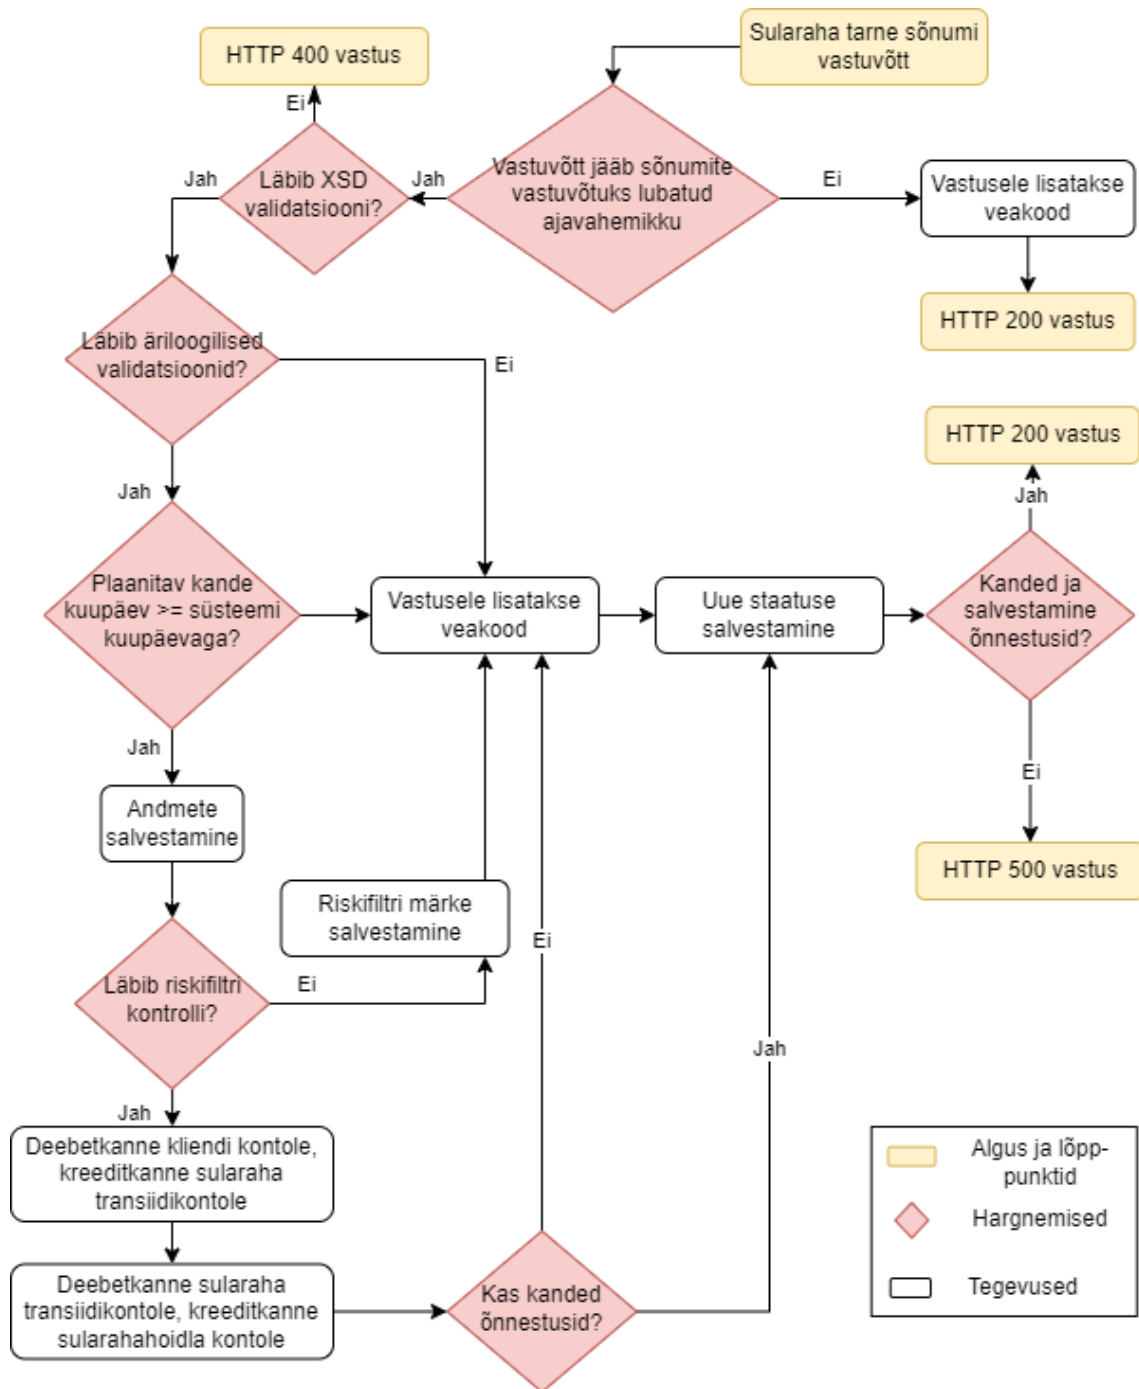 Sularaha tarne sõnumi
vastuvõtt
HTTP 400 vastus
Ei
Vastuvõtt jääb sõnumite
vastuvõtuks lubatud
ajavahemikku
Jah
Ei
Läbib XSD
validatsiooni?
Jah
Vastusele lisatakse
veakood
HTTP 200 vastus
Läbib äriloogilised
validatsioonid?
Ei
Jah
HTTP 200 vastus
Jah
Plaanitav kande
kuupäev >= süsteemi
kuupäevaga?
Vastusele lisatakse
veakood
Uue staatuse
salvestamine
Kanded ja
salvestamine
õnnestusid?
Jah
Ei
Andmete
salvestamine
HTTP 500 vastus
Riskifiltri märke
salvestamine
Ei
Läbib riskifiltri
kontrolli?
Ei
Jah
Jah
Deebetkanne kliendi kontole,
kreeditkanne sularaha
transiidikontole
Deebetkanne sularaha
transiidikontole, kreeditkanne
sularahahoidla kontole
Kas kanded
õnnestusid?
Algus ja lõpp-
punktid
Hargnemised
Tegevused